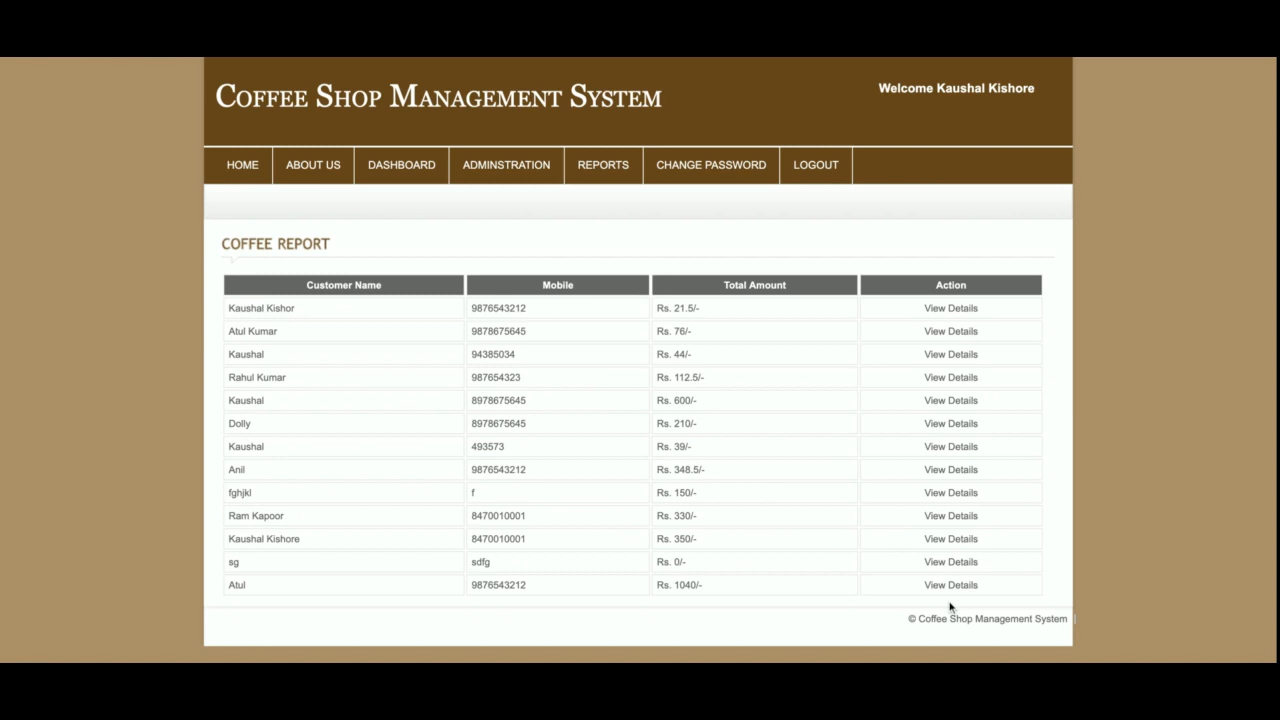 COFFEE SHOP MANAGEMENT SYSTEM
Welcome Kaushal Kishore
HOME ABOUT US DASHBOARD ADMINSTRATION REPORTS CHANGE PASSWORD LOGOUT
COFFEE REPORT
Customer Name Mobile Total Amount Action
Kaushal Kishor 9876543212 Rs. 21.5/- View Details
Atul Kumar 9878675645 Rs. 76/- View Details
Kaushal 94385034 Rs. 44/- View Details
Rahul Kumar 987654323 Rs. 112.5/- View Details
Kaushal 8978675645 Rs. 600/- View Details
Dolly 8978675645 Rs. 210/- View Details
Kaushal 493573 Rs. 39/- View Details
Anil 9876543212 Rs. 348.5/- View Details
fghjkl f Rs. 150/- View Details
Ram Kapoor 8470010001 Rs. 330/- View Details
Kaushal Kishore 8470010001 Rs. 350/- View Details
sg sdfg Rs. 0/- View Details
Atul 9876543212 Rs. 1040/- View Details
© Coffee Shop Management System |